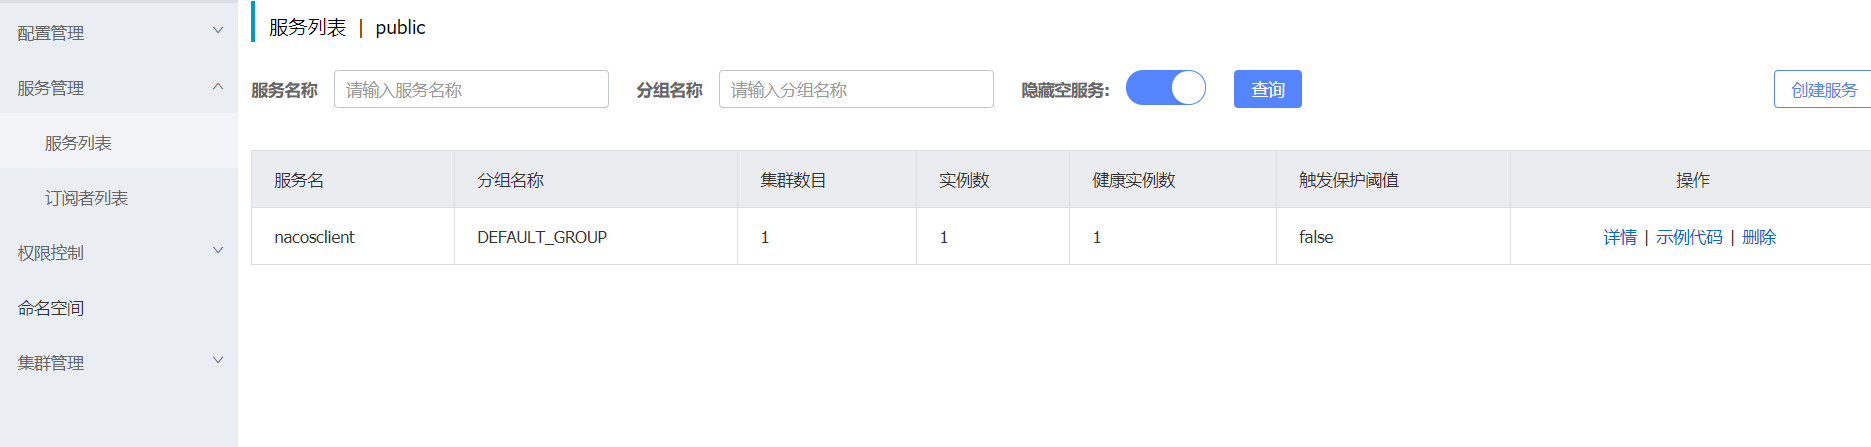 配置管理
服务管理
服务列表
订阅者列表
权限控制
命名空间
集群管理
服务列表 | public
服务名称 请输入服务名称 分组名称 请输入分组名称 隐藏空服务: 查询 创建服务
服务名 分组名称 集群数目 实例数 健康实例数 触发保护阈值 操作
nacosclient DEFAULT_GROUP 1 1 1 false 详情 | 示例代码 | 删除